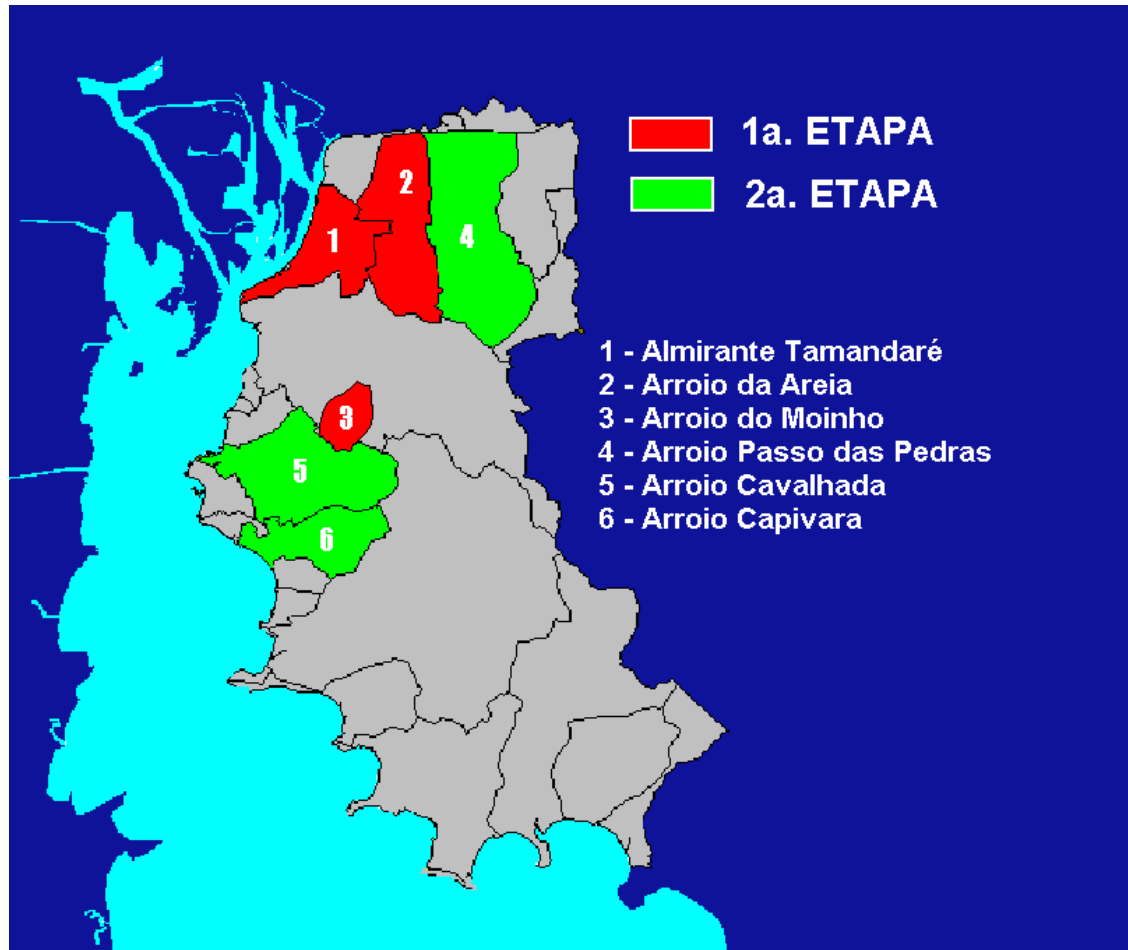 1a. ETAPA
2a. ETAPA
1
2
4
3
5
6
1 - Almirante Tamandaré
2 - Arroio da Areia
3 - Arroio do Moinho
4 - Arroio Passo das Pedras
5 - Arroio Cavalhada
6 - Arroio Capivara